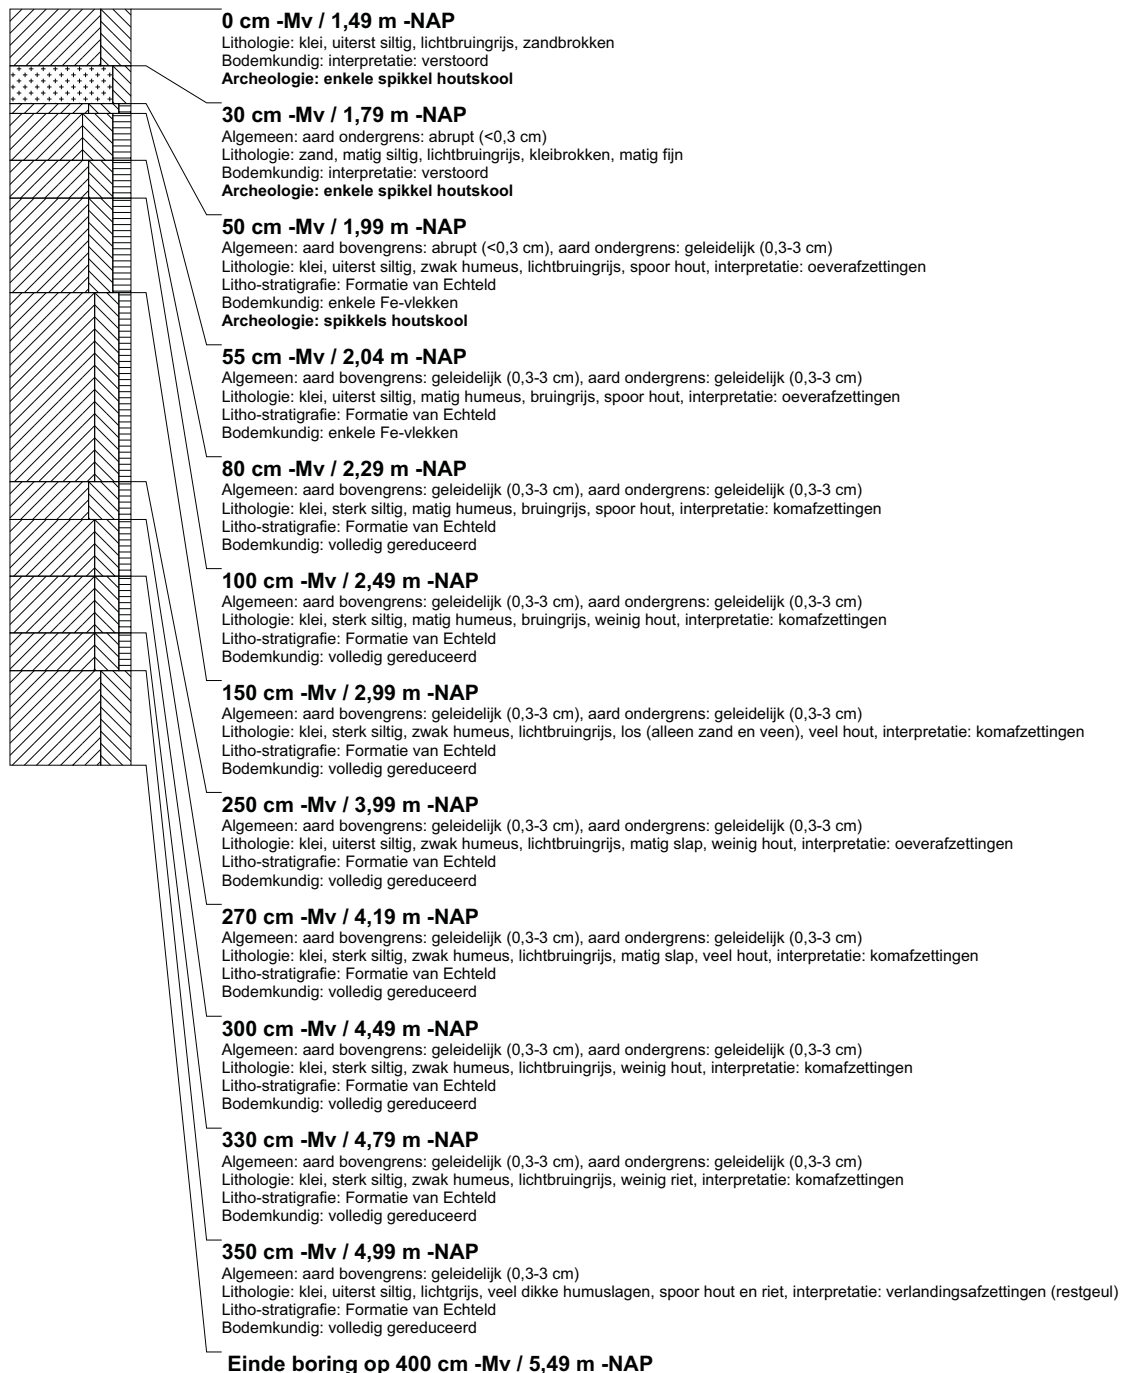 0 cm -Mv / 1,49 m -NAP
Lithologie: klei, uiterst siltig, lichtbruingrijs, zandbrokken
Bodemkundig: interpretatie: verstoord
Archeologie: enkele spikkel houtskool
30 cm -Mv / 1,79 m -NAP
Algemeen: aard ondergrens: abrupt (<0,3 cm)
Lithologie: zand, matig siltig, lichtbruingrijs, kleibrokken, matig fijn
Bodemkundig: interpretatie: verstoord
Archeologie: enkele spikkel houtskool
50 cm -Mv / 1,99 m -NAP
Algemeen: aard bovengrens: abrupt (<0,3 cm), aard ondergrens: geleidelijk (0,3-3 cm)
Lithologie: klei, uiterst siltig, zwak humeus, lichtbruingrijs, spoor hout, interpretatie: oeverafzettingen
Litho-stratigrafie: Formatie van Echteld
Bodemkundig: enkele Fe-vlekken
Archeologie: spikkels houtskool
55 cm -Mv / 2,04 m -NAP
Algemeen: aard bovengrens: geleidelijk (0,3-3 cm), aard ondergrens: geleidelijk (0,3-3 cm)
Lithologie: klei, uiterst siltig, matig humeus, bruingrijs, spoor hout, interpretatie: oeverafzettingen
Litho-stratigrafie: Formatie van Echteld
Bodemkundig: enkele Fe-vlekken
80 cm -Mv / 2,29 m -NAP
Algemeen: aard bovengrens: geleidelijk (0,3-3 cm), aard ondergrens: geleidelijk (0,3-3 cm)
Lithologie: klei, sterk siltig, matig humeus, bruingrijs, spoor hout, interpretatie: komafzettingen
Litho-stratigrafie: Formatie van Echteld
Bodemkundig: volledig gereduceerd
100 cm -Mv / 2,49 m -NAP
Algemeen: aard bovengrens: geleidelijk (0,3-3 cm), aard ondergrens: geleidelijk (0,3-3 cm)
Lithologie: klei, sterk siltig, matig humeus, bruingrijs, weinig hout, interpretatie: komafzettingen
Litho-stratigrafie: Formatie van Echteld
Bodemkundig: volledig gereduceerd
150 cm -Mv / 2,99 m -NAP
Algemeen: aard bovengrens: geleidelijk (0,3-3 cm), aard ondergrens: geleidelijk (0,3-3 cm)
Lithologie: klei, sterk siltig, zwak humeus, lichtbruingrijs, los (alleen zand en veen), veel hout, interpretatie: komafzettingen
Litho-stratigrafie: Formatie van Echteld
Bodemkundig: volledig gereduceerd
250 cm -Mv / 3,99 m -NAP
Algemeen: aard bovengrens: geleidelijk (0,3-3 cm), aard ondergrens: geleidelijk (0,3-3 cm)
Lithologie: klei, uiterst siltig, zwak humeus, lichtbruingrijs, matig slap, weinig hout, interpretatie: oeverafzettingen
Litho-stratigrafie: Formatie van Echteld
Bodemkundig: volledig gereduceerd
270 cm -Mv / 4,19 m -NAP
Algemeen: aard bovengrens: geleidelijk (0,3-3 cm), aard ondergrens: geleidelijk (0,3-3 cm)
Lithologie: klei, sterk siltig, zwak humeus, lichtbruingrijs, matig slap, veel hout, interpretatie: komafzettingen
Litho-stratigrafie: Formatie van Echteld
Bodemkundig: volledig gereduceerd
300 cm -Mv / 4,49 m -NAP
Algemeen: aard bovengrens: geleidelijk (0,3-3 cm), aard ondergrens: geleidelijk (0,3-3 cm)
Lithologie: klei, sterk siltig, zwak humeus, lichtbruingrijs, weinig hout, interpretatie: komafzettingen
Litho-stratigrafie: Formatie van Echteld
Bodemkundig: volledig gereduceerd
330 cm -Mv / 4,79 m -NAP
Algemeen: aard bovengrens: geleidelijk (0,3-3 cm), aard ondergrens: geleidelijk (0,3-3 cm)
Lithologie: klei, sterk siltig, zwak humeus, lichtbruingrijs, weinig riet, interpretatie: komafzettingen
Litho-stratigrafie: Formatie van Echteld
Bodemkundig: volledig gereduceerd
350 cm -Mv / 4,99 m -NAP
Algemeen: aard bovengrens: geleidelijk (0,3-3 cm)
Lithologie: klei, uiterst siltig, lichtgrijs, veel dikke humuslagen, spoor hout en riet, interpretatie: verlandingsafzettingen (restgeul)
Litho-stratigrafie: Formatie van Echteld
Bodemkundig: volledig gereduceerd
Einde boring op 400 cm -Mv / 5,49 m -NAP